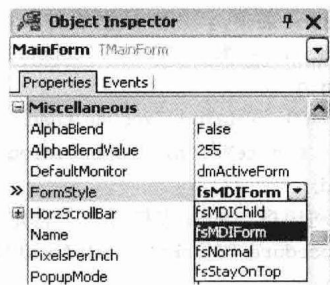 Object Inspector
MainForm TMainForm
Properties Events
Miscellaneous
AlphaBlend False
AlphaBlendValue 255
DefaultMonitor dmActiveForm
FormStyle fsMDIForm
HorzScrollBar fsMDIChild
Name fsMDIForm
PixelsPerInch fsNormal
PopupMode fsStayOnTop